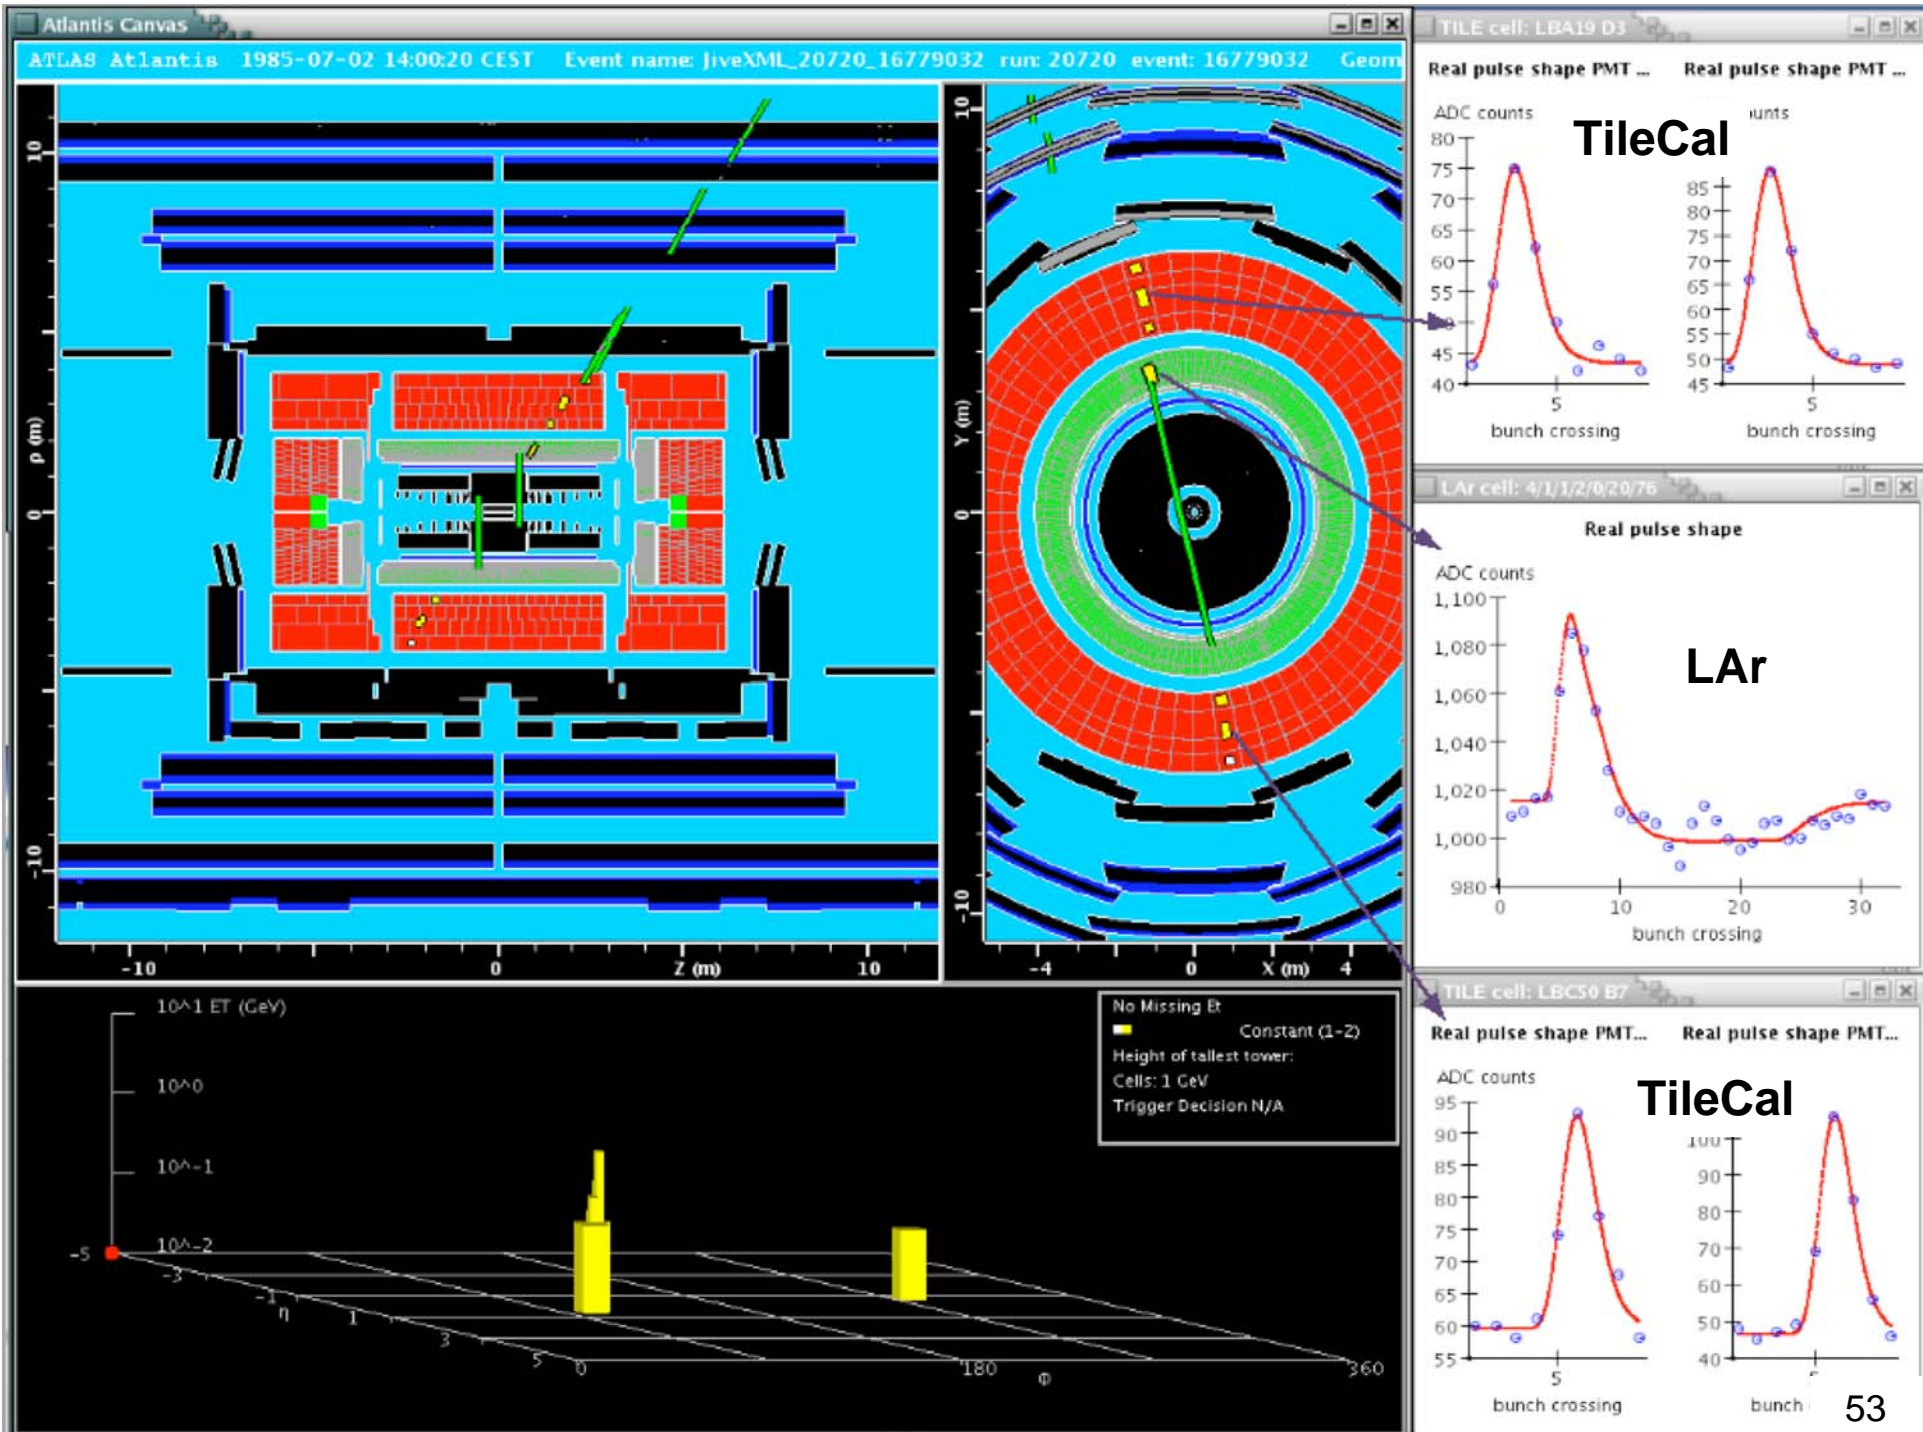 Atlantis Canvas
ATLAS Atlantis 1985-07-02 14:00:20 CEST Event name: JiveXML_20720_16779032 run: 20720 event: 16779032 Geom
10
0
-10
ρ (m)
-10 0 Z (m) 10
10
0
-10
Y (m)
-4 0 X (m) 4
10^1 ET (GeV)
10^0
10^-1
10^-2
-5
-3
-1
η
1
3
5
0
180
φ
360
No Missing Et
Constant (1-2)
Height of tallest tower:
Cells: 1 GeV
Trigger Decision N/A
TILE cell: LBA19 D3
Real pulse shape PMT ... Real pulse shape PMT ...
ADC counts
TileCal
unts
80
75
70
65
60
55
45
40
5
bunch crossing
85
80
75
70
65
60
55
50
45
5
bunch crossing
LAr cell: 4/1/1/2/0/20/76
Real pulse shape
ADC counts
LAr
1,100
1,080
1,060
1,040
1,020
1,000
980
0 10 20 30
bunch crossing
TILE cell: LBC50 B7
Real pulse shape PMT... Real pulse shape PMT...
ADC counts
TileCal
95
90
85
80
75
70
65
60
55
5
bunch crossing
100
90
80
70
60
50
40
bunch
53